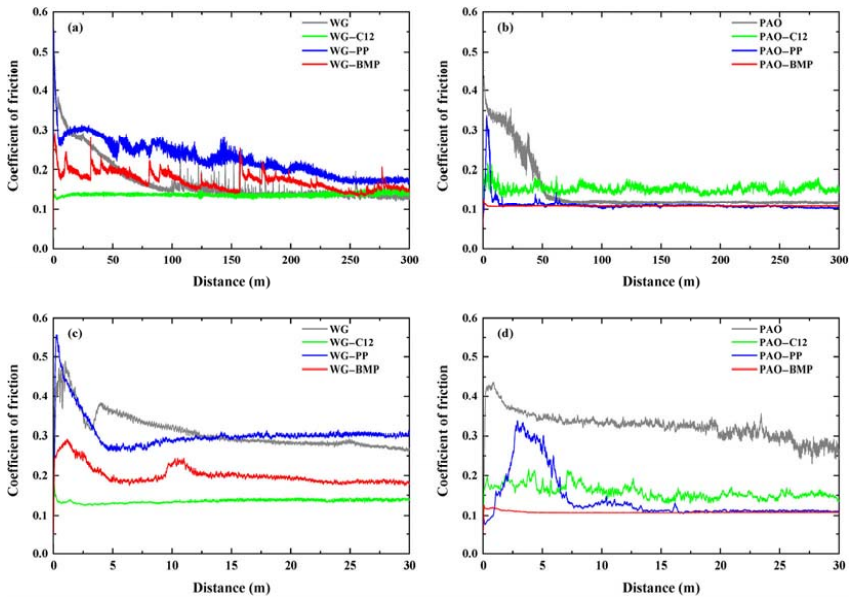 (a)
WG
WG–C12
WG–PP
WG–BMP
0.6
0.5
0.4
0.3
0.2
0.1
0.0
Coefficient of friction
0 50 100 150 200 250 300
Distance (m)
(b)
PAO
PAO–C12
PAO–PP
PAO–BMP
0.6
0.5
0.4
0.3
0.2
0.1
0.0
Coefficient of friction
0 50 100 150 200 250 300
Distance (m)
(c)
WG
WG–C12
WG–PP
WG–BMP
0.6
0.5
0.4
0.3
0.2
0.1
0.0
Coefficient of friction
0 5 10 15 20 25 30
Distance (m)
(d)
PAO
PAO–C12
PAO–PP
PAO–BMP
0.6
0.5
0.4
0.3
0.2
0.1
0.0
Coefficient of friction
0 5 10 15 20 25 30
Distance (m)